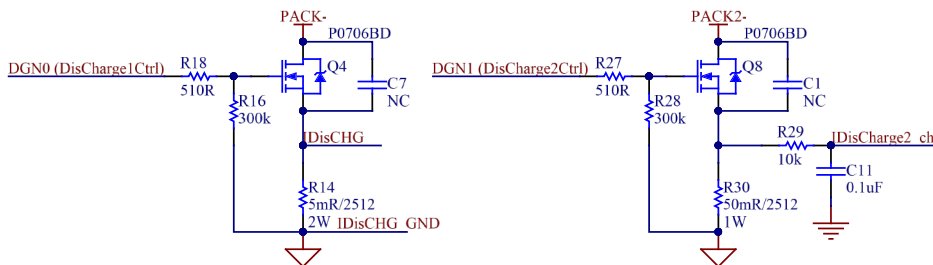 PACK-
P0706BD
DGN0 (DisCharge1Ctrl)
R18
510R
Q4
C7
NC
R16
300k
IDisCHG
R14
5mR/2512
2W
IDisCHG_GND
PACK2-
P0706BD
DGN1 (DisCharge2Ctrl)
R27
510R
Q8
C1
NC
R28
300k
R29
10k
IDisCharge2_ch
C11
0.1uF
R30
50mR/2512
1W